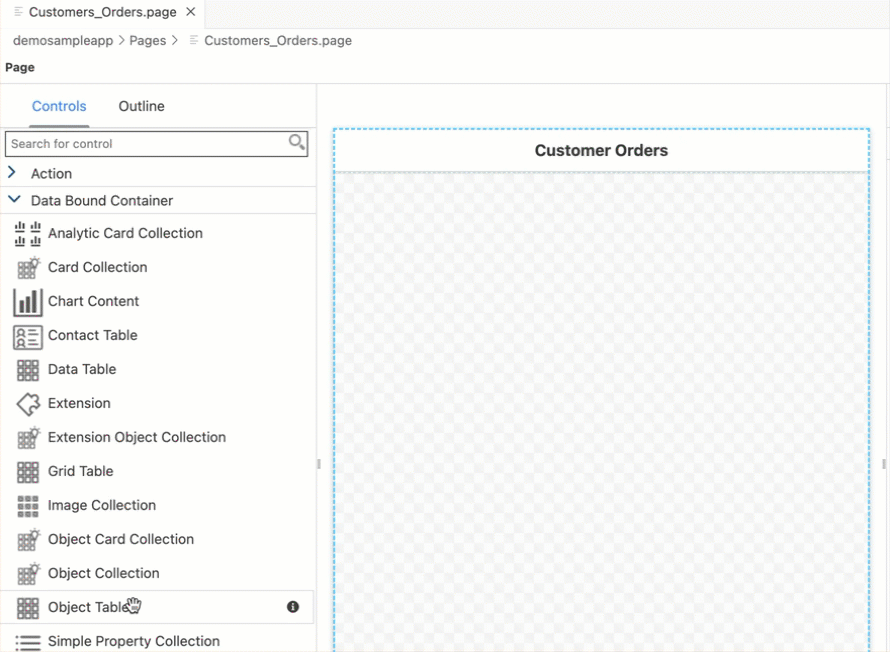 Customers_Orders.page
demosampleapp > Pages > Customers_Orders.page
Page
Controls Outline
Search for control
Action
Data Bound Container
Analytic Card Collection
Card Collection
Chart Content
Contact Table
Data Table
Extension
Extension Object Collection
Grid Table
Image Collection
Object Card Collection
Object Collection
Object Table
Simple Property Collection
Customer Orders